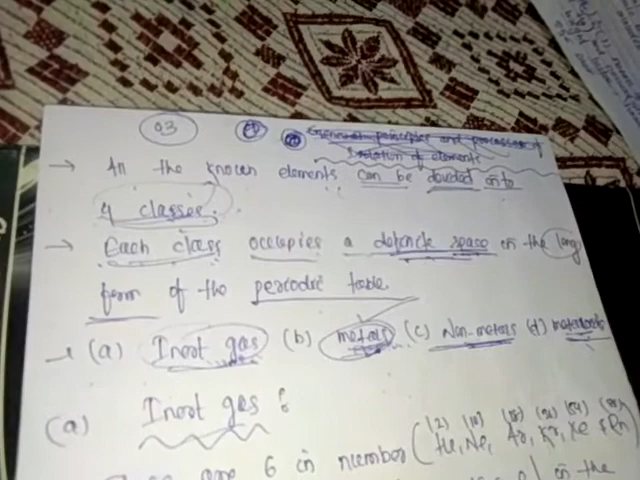 03
General principles and processes of
Isolation of elements
→ All the known elements can be devided into
4 classes.
→ Each class occupies a definite space in the long
form of the periodic table.
→ (a) Inert gas (b) metals (c) Non-metals (d) metalloids
(a) Inert gas :
(2) (10) (18) (36) (54) (86)
are 6 in number (He, Ne, Ar, Kr, Xe & Rn)
in the